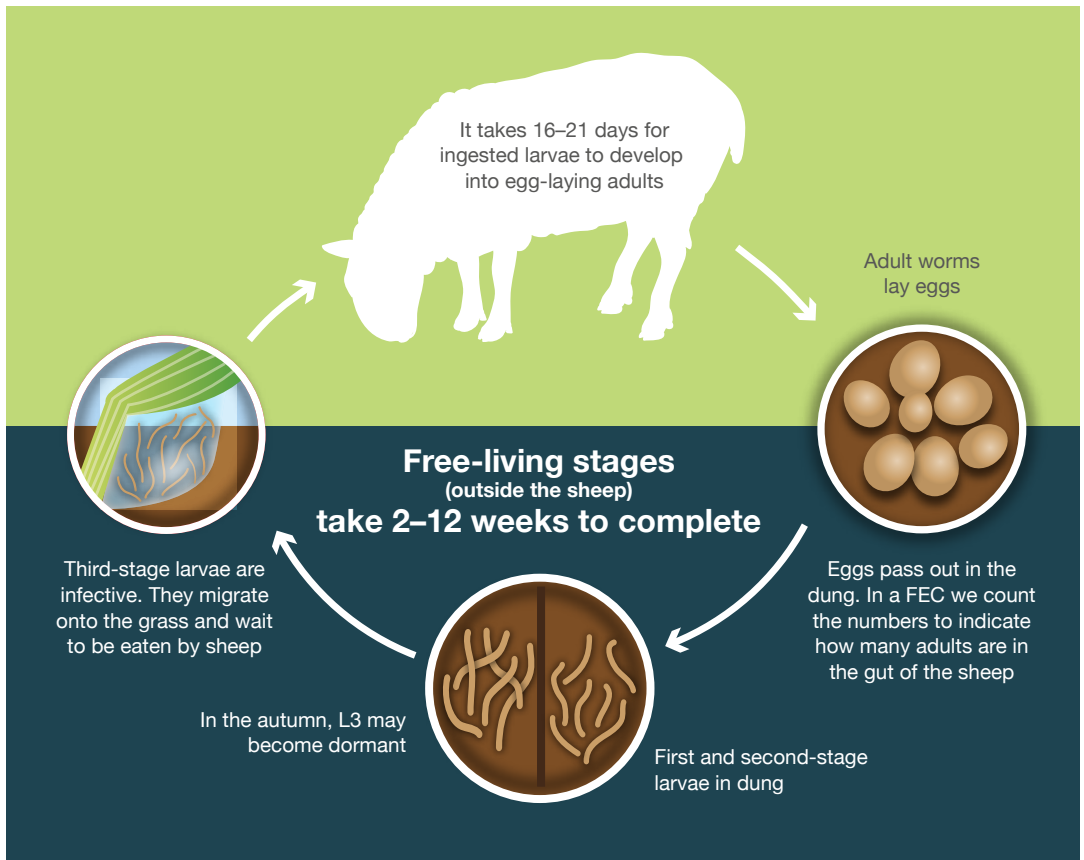 It takes 16–21 days for
ingested larvae to develop
into egg-laying adults
Adult worms
lay eggs
Free-living stages
(outside the sheep)
take 2–12 weeks to complete
Third-stage larvae are
infective. They migrate
onto the grass and wait
to be eaten by sheep
Eggs pass out in the
dung. In a FEC we count
the numbers to indicate
how many adults are in
the gut of the sheep
In the autumn, L3 may
become dormant
First and second-stage
larvae in dung